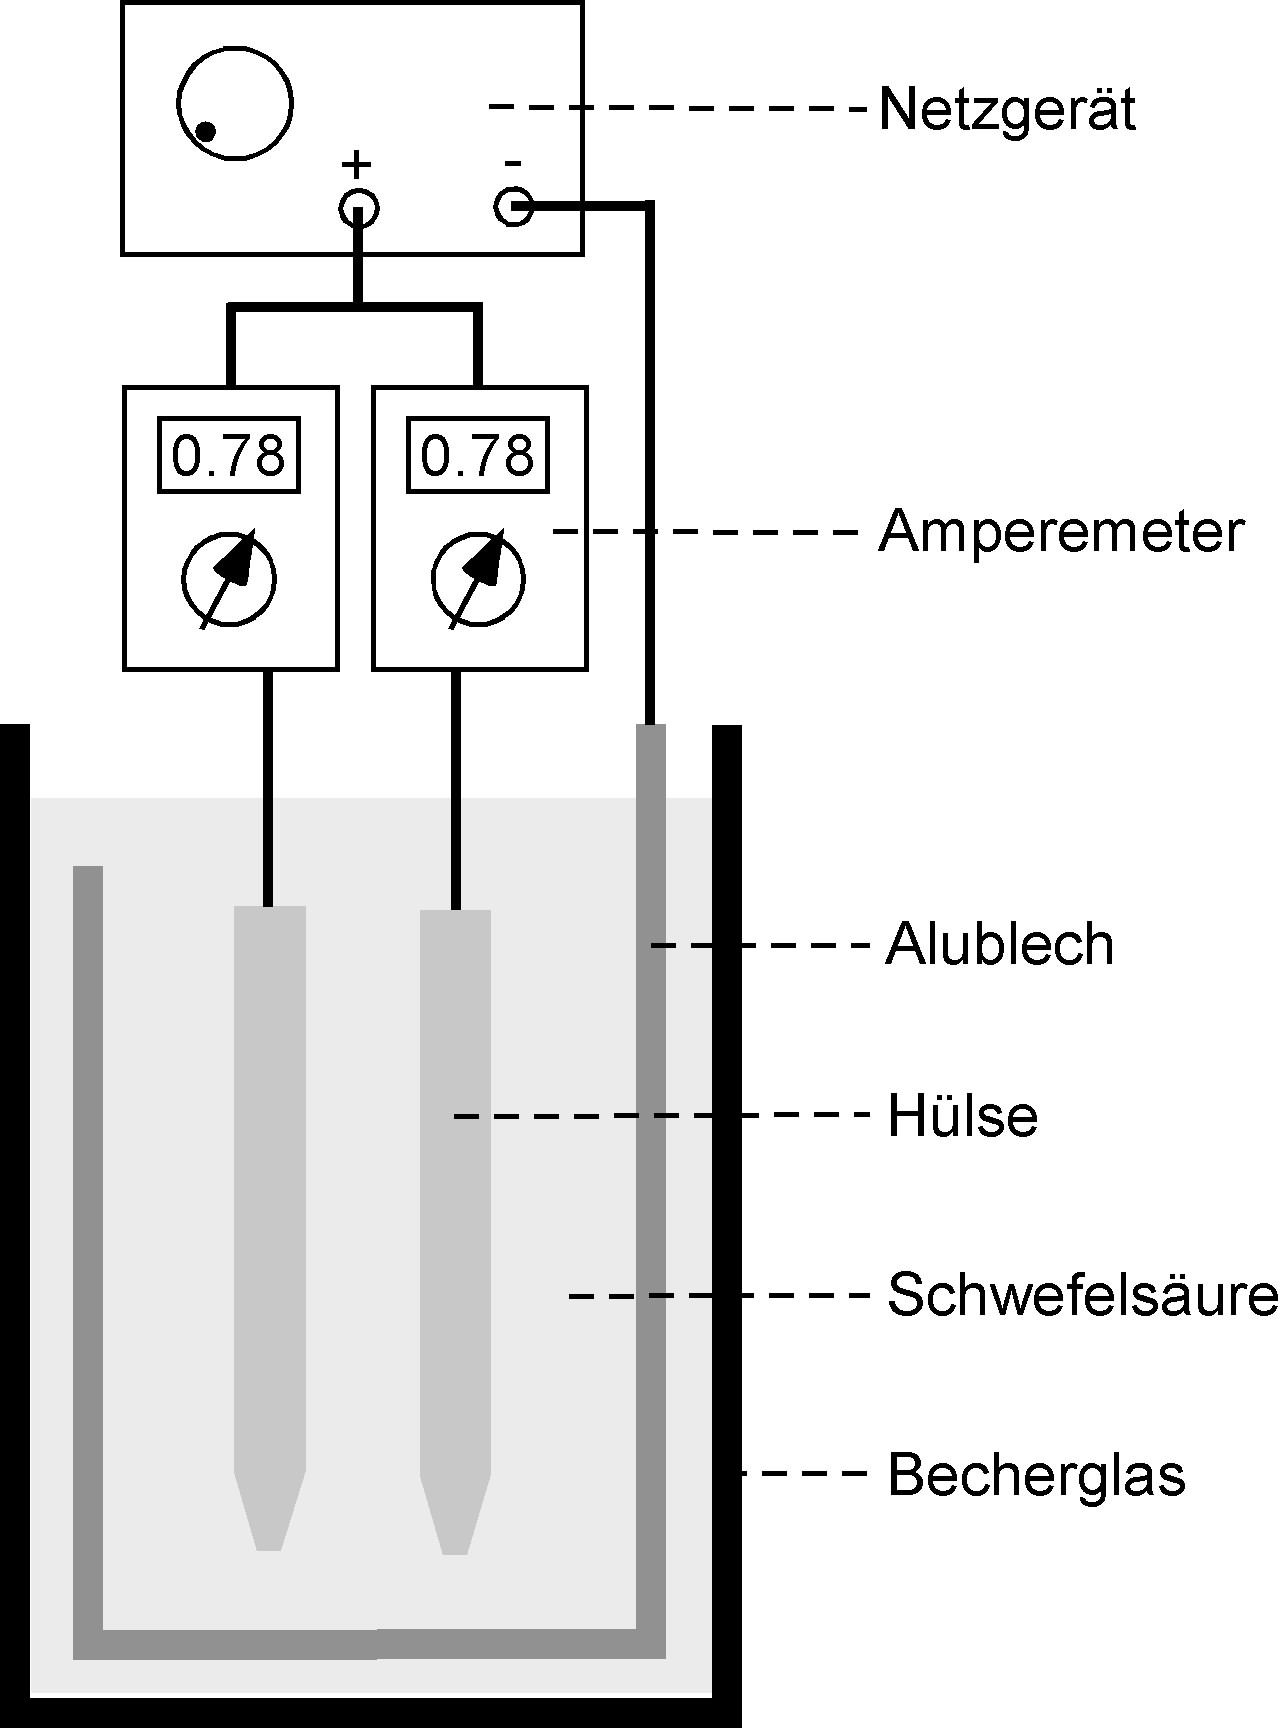 Netzgerät
+ -
0.78 0.78
Amperemeter
Alublech
Hülse
Schwefelsäure
Becherglas